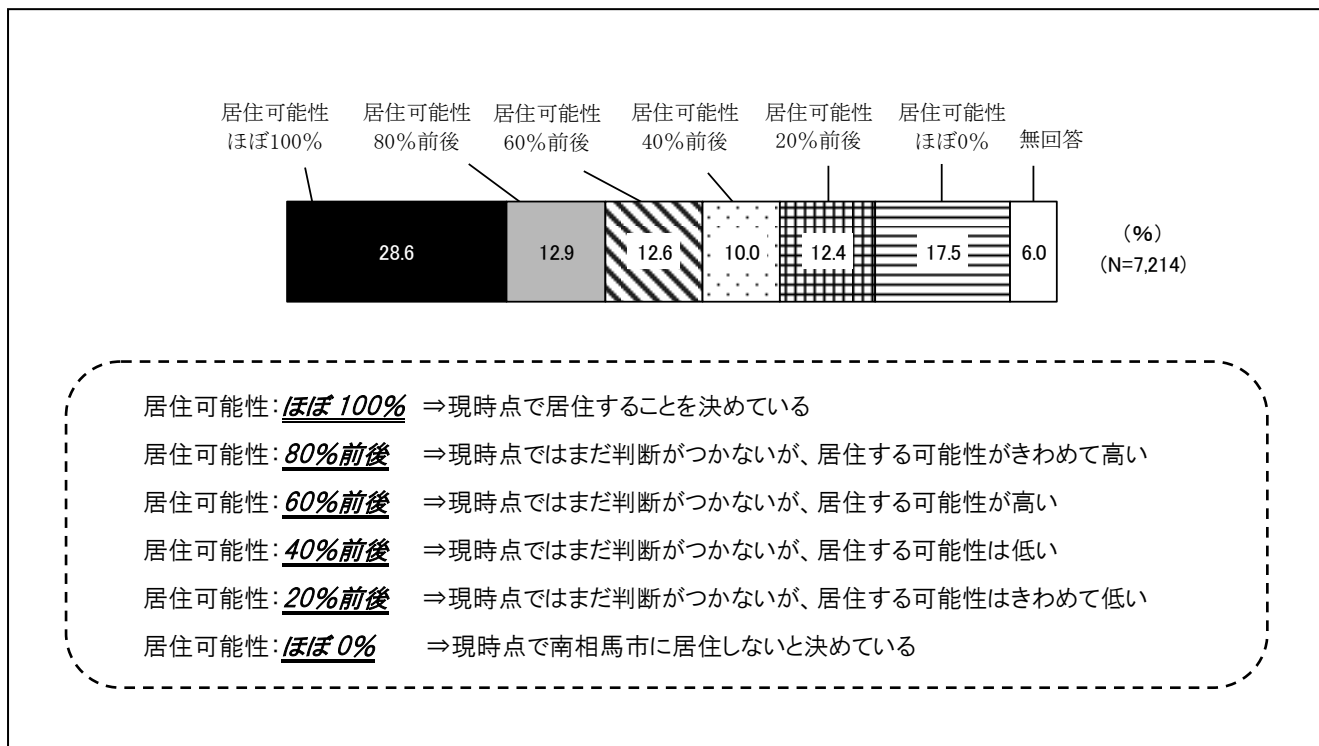 居住可能性 居住可能性 居住可能性 居住可能性 居住可能性 居住可能性
ほぼ100% 80%前後 60%前後 40%前後 20%前後 ほぼ0% 無回答
28.6 12.9 12.6 10.0 12.4 17.5 6.0
(%)
(N=7,214)
居住可能性：ほぼ 100% ⇒現時点で居住することを決めている
居住可能性：80%前後 ⇒現時点ではまだ判断がつかないが、居住する可能性がきわめて高い
居住可能性：60%前後 ⇒現時点ではまだ判断がつかないが、居住する可能性が高い
居住可能性：40%前後 ⇒現時点ではまだ判断がつかないが、居住する可能性は低い
居住可能性：20%前後 ⇒現時点ではまだ判断がつかないが、居住する可能性はきわめて低い
居住可能性：ほぼ 0% ⇒現時点で南相馬市に居住しないと決めている